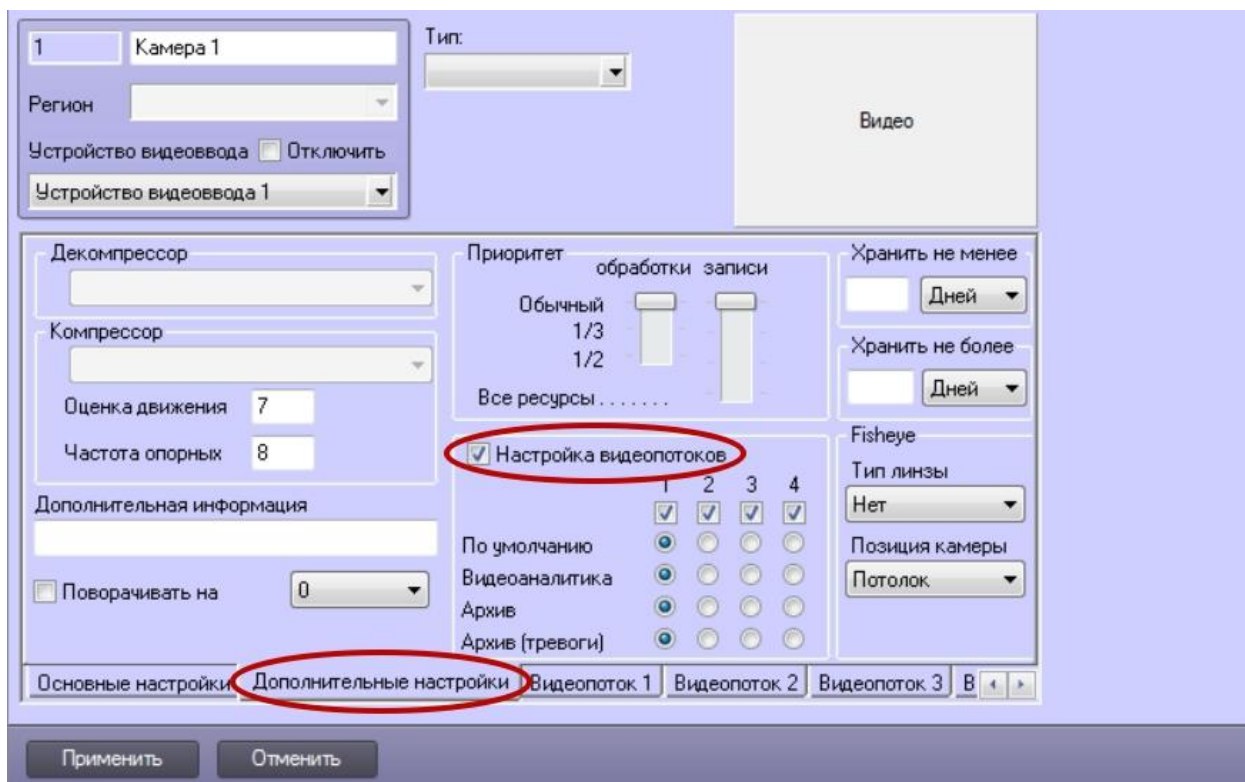 1 Камера 1
Тип:
Регион
Устройство видеоввода Отключить
Устройство видеоввода 1
Видео
Декомпрессор
Компрессор
Оценка движения 7
Частота опорных 8
Дополнительная информация
Поворачивать на 0
Приоритет
обработки записи
Обычный
1/3
1/2
Все ресурсы . . . . . . .
Настройка видеопотоков
1 2 3 4
По умолчанию
Видеоаналитика
Архив
Архив (тревоги)
Хранить не менее
Дней
Хранить не более
Дней
Fisheye
Тип линзы
Нет
Позиция камеры
Потолок
Основные настройки Дополнительные настройки Видеопоток 1 Видеопоток 2 Видеопоток 3 В
Применить Отменить